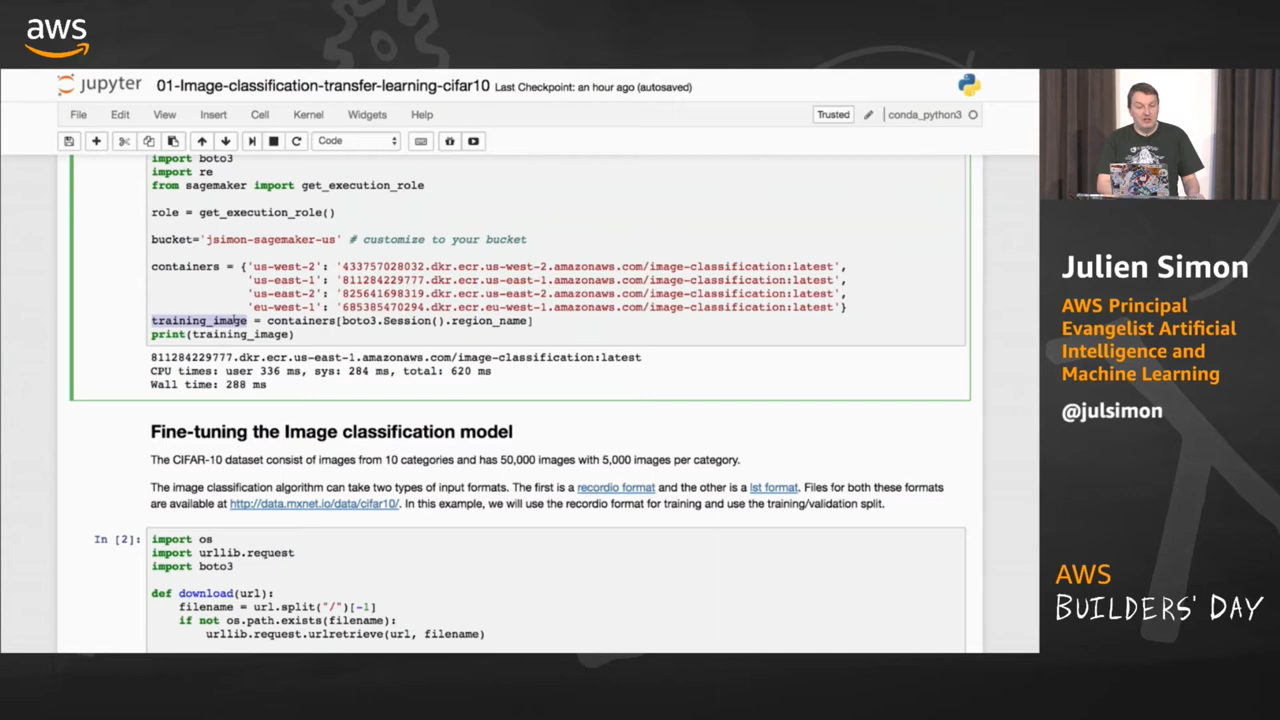 aws
jupyter 01-Image-classification-transfer-learning-cifar10 Last Checkpoint: an hour ago (autosaved)
File Edit View Insert Cell Kernel Widgets Help Trusted conda_python3
Code
import boto3
import re
from sagemaker import get_execution_role
role = get_execution_role()
bucket='jsimon-sagemaker-us' # customize to your bucket
containers = {'us-west-2': '433757028032.dkr.ecr.us-west-2.amazonaws.com/image-classification:latest',
'us-east-1': '811284229777.dkr.ecr.us-east-1.amazonaws.com/image-classification:latest',
'us-east-2': '825641698319.dkr.ecr.us-east-2.amazonaws.com/image-classification:latest',
'eu-west-1': '685385470294.dkr.ecr.eu-west-1.amazonaws.com/image-classification:latest'}
training_image = containers[boto3.Session().region_name]
print(training_image)
811284229777.dkr.ecr.us-east-1.amazonaws.com/image-classification:latest
CPU times: user 336 ms, sys: 284 ms, total: 620 ms
Wall time: 288 ms
Fine-tuning the Image classification model
The CIFAR-10 dataset consist of images from 10 categories and has 50,000 images with 5,000 images per category.
The image classification algorithm can take two types of input formats. The first is a recordio format and the other is a lst format. Files for both these formats
are available at http://data.mxnet.io/data/cifar10/. In this example, we will use the recordio format for training and use the training/validation split.
In [2]: import os
import urllib.request
import boto3
def download(url):
filename = url.split("/")[-1]
if not os.path.exists(filename):
urllib.request.urlretrieve(url, filename)
Julien Simon
AWS Principal
Evangelist Artificial
Intelligence and
Machine Learning
@julsimon
AWS
BUILDERS' DAY